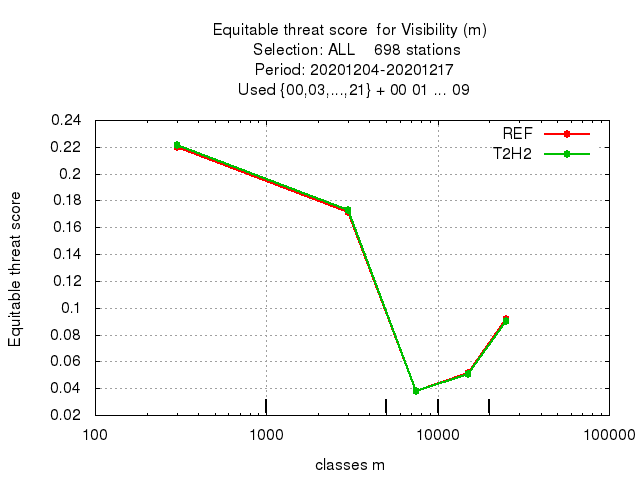 Equitable threat score  for Visibility (m)
Selection: ALL    698 stations
Period: 20201204-20201217
Used {00,03,...,21} + 00 01 ... 09
0.24
0.22
0.2
0.18
0.16
0.14
0.12
0.1
0.08
0.06
0.04
0.02
Equitable threat score
REF
T2H2
100 1000 10000 100000
classes m